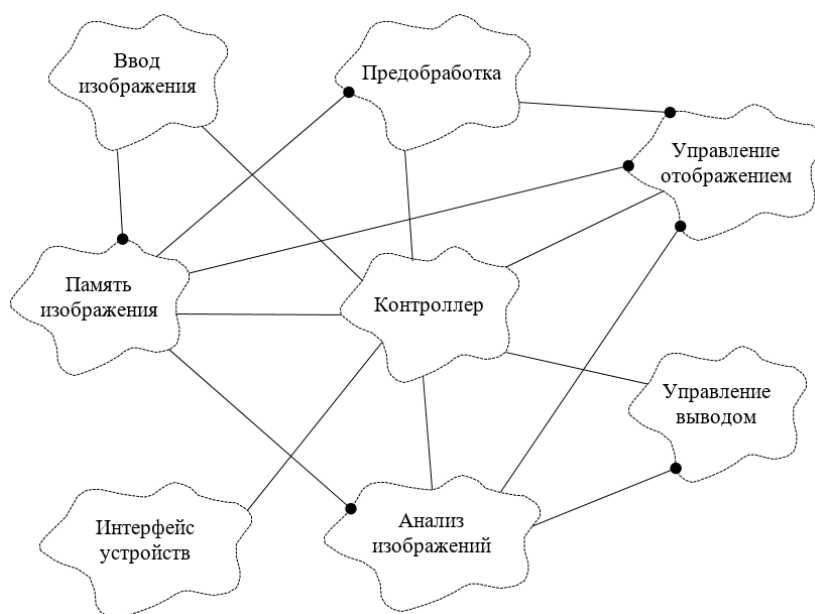 Ввод
изображения
Предобработка
Управление
отображением
Память
изображения
Контроллер
Управление
выводом
Интерфейс
устройств
Анализ
изображений